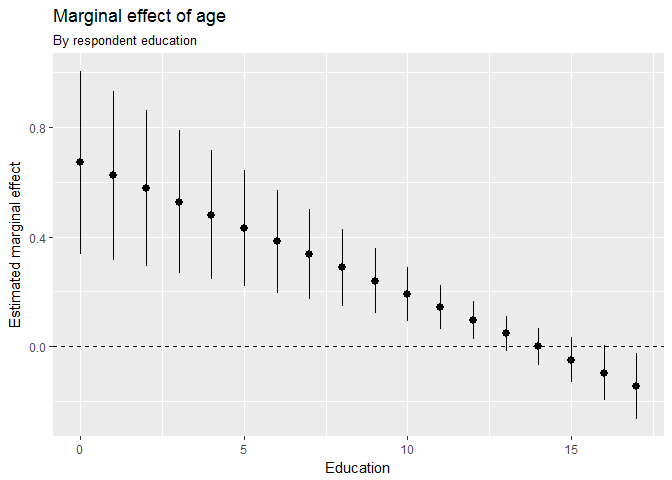 Marginal effect of age
By respondent education
Estimated marginal effect
0.8
0.4
0.0
0 5 10 15
Education